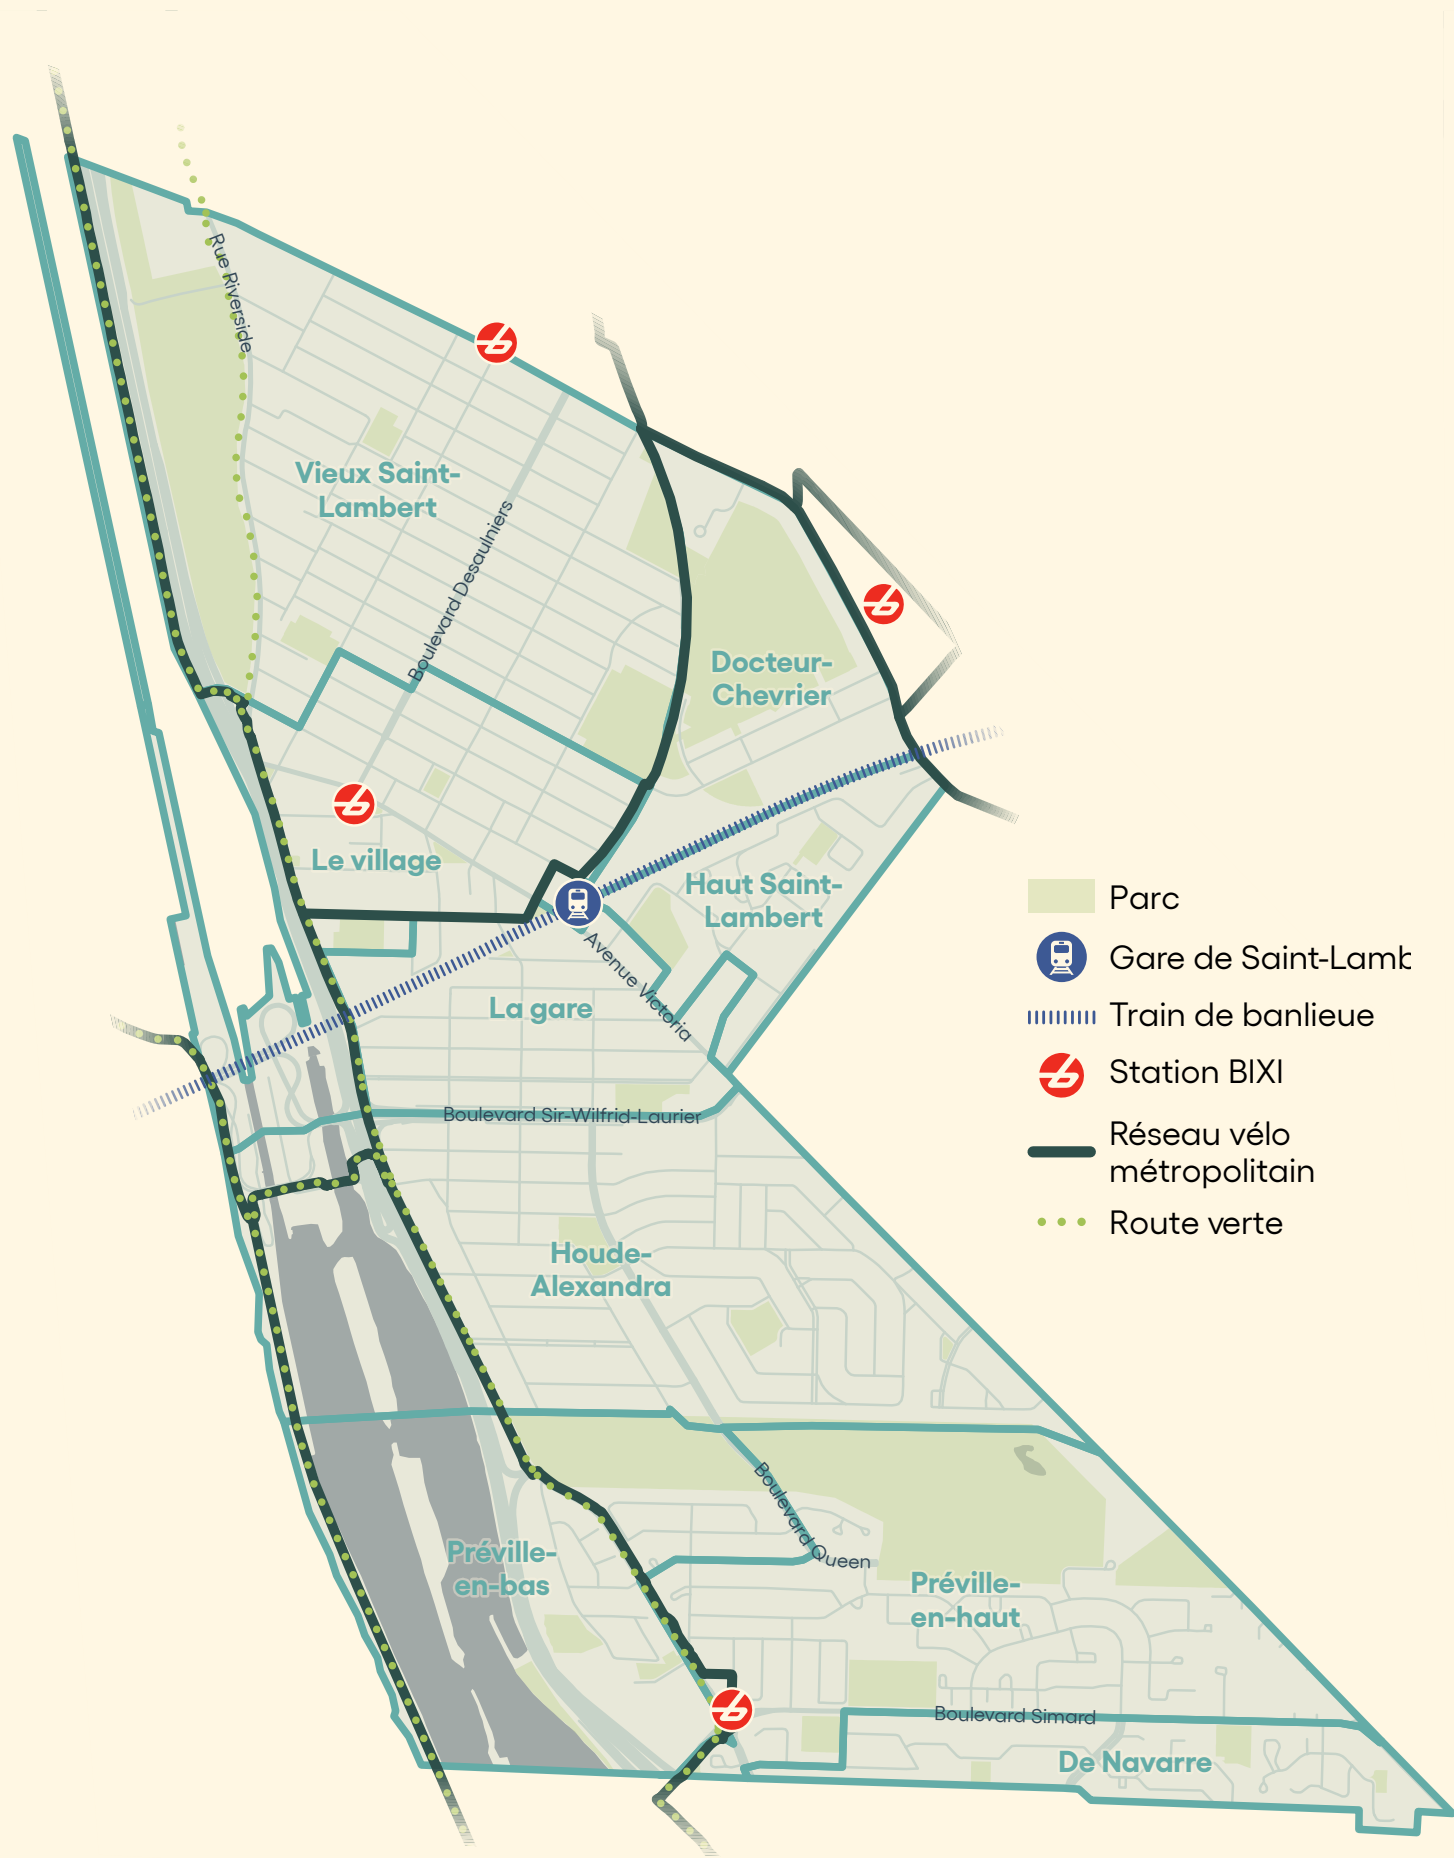 Rue Riverside
Vieux Saint-
Lambert
Boulevard Desaulniers
Docteur-
Chevrier
Le village
Haut Saint-
Lambert
Avenue Victoria
La gare
Boulevard Sir-Wilfrid-Laurier
Houde-
Alexandra
Boulevard Queen
Préville-
en-bas
Préville-
en-haut
Boulevard Simard
De Navarre
Parc
Gare de Saint-Lamb
Train de banlieue
Station BIXI
Réseau vélo
métropolitain
Route verte